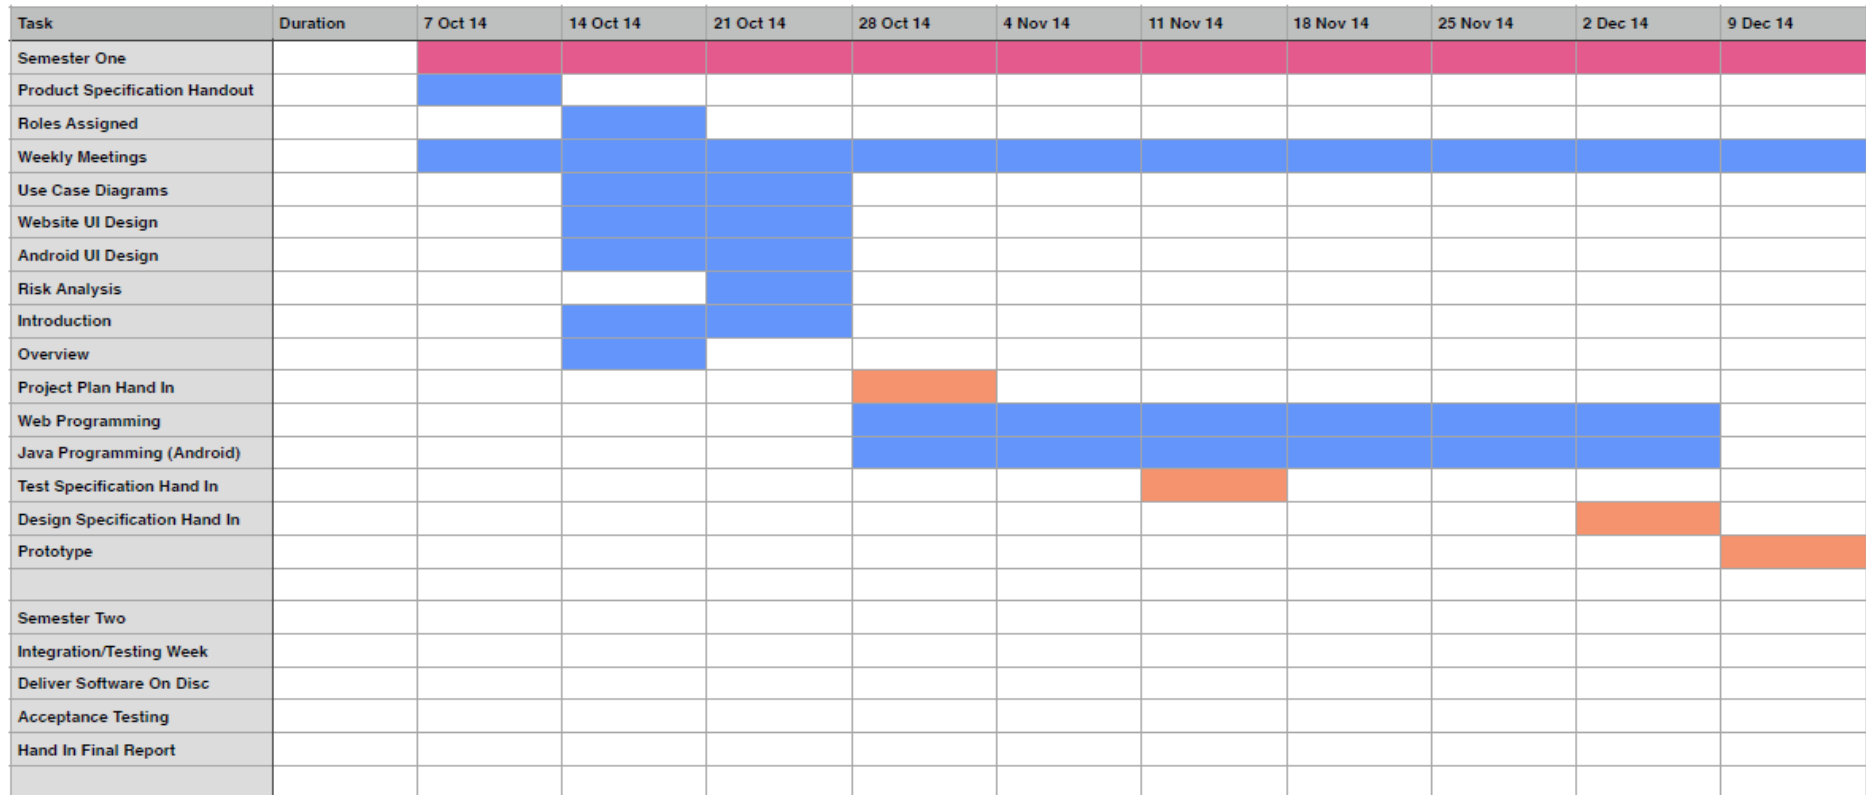 Task Duration 7 Oct 14 14 Oct 14 21 Oct 14 28 Oct 14 4 Nov 14 11 Nov 14 18 Nov 14 25 Nov 14 2 Dec 14 9 Dec 14
Semester One
Product Specification Handout
Roles Assigned
Weekly Meetings
Use Case Diagrams
Website UI Design
Android UI Design
Risk Analysis
Introduction
Overview
Project Plan Hand In
Web Programming
Java Programming (Android)
Test Specification Hand In
Design Specification Hand In
Prototype
Semester Two
Integration/Testing Week
Deliver Software On Disc
Acceptance Testing
Hand In Final Report